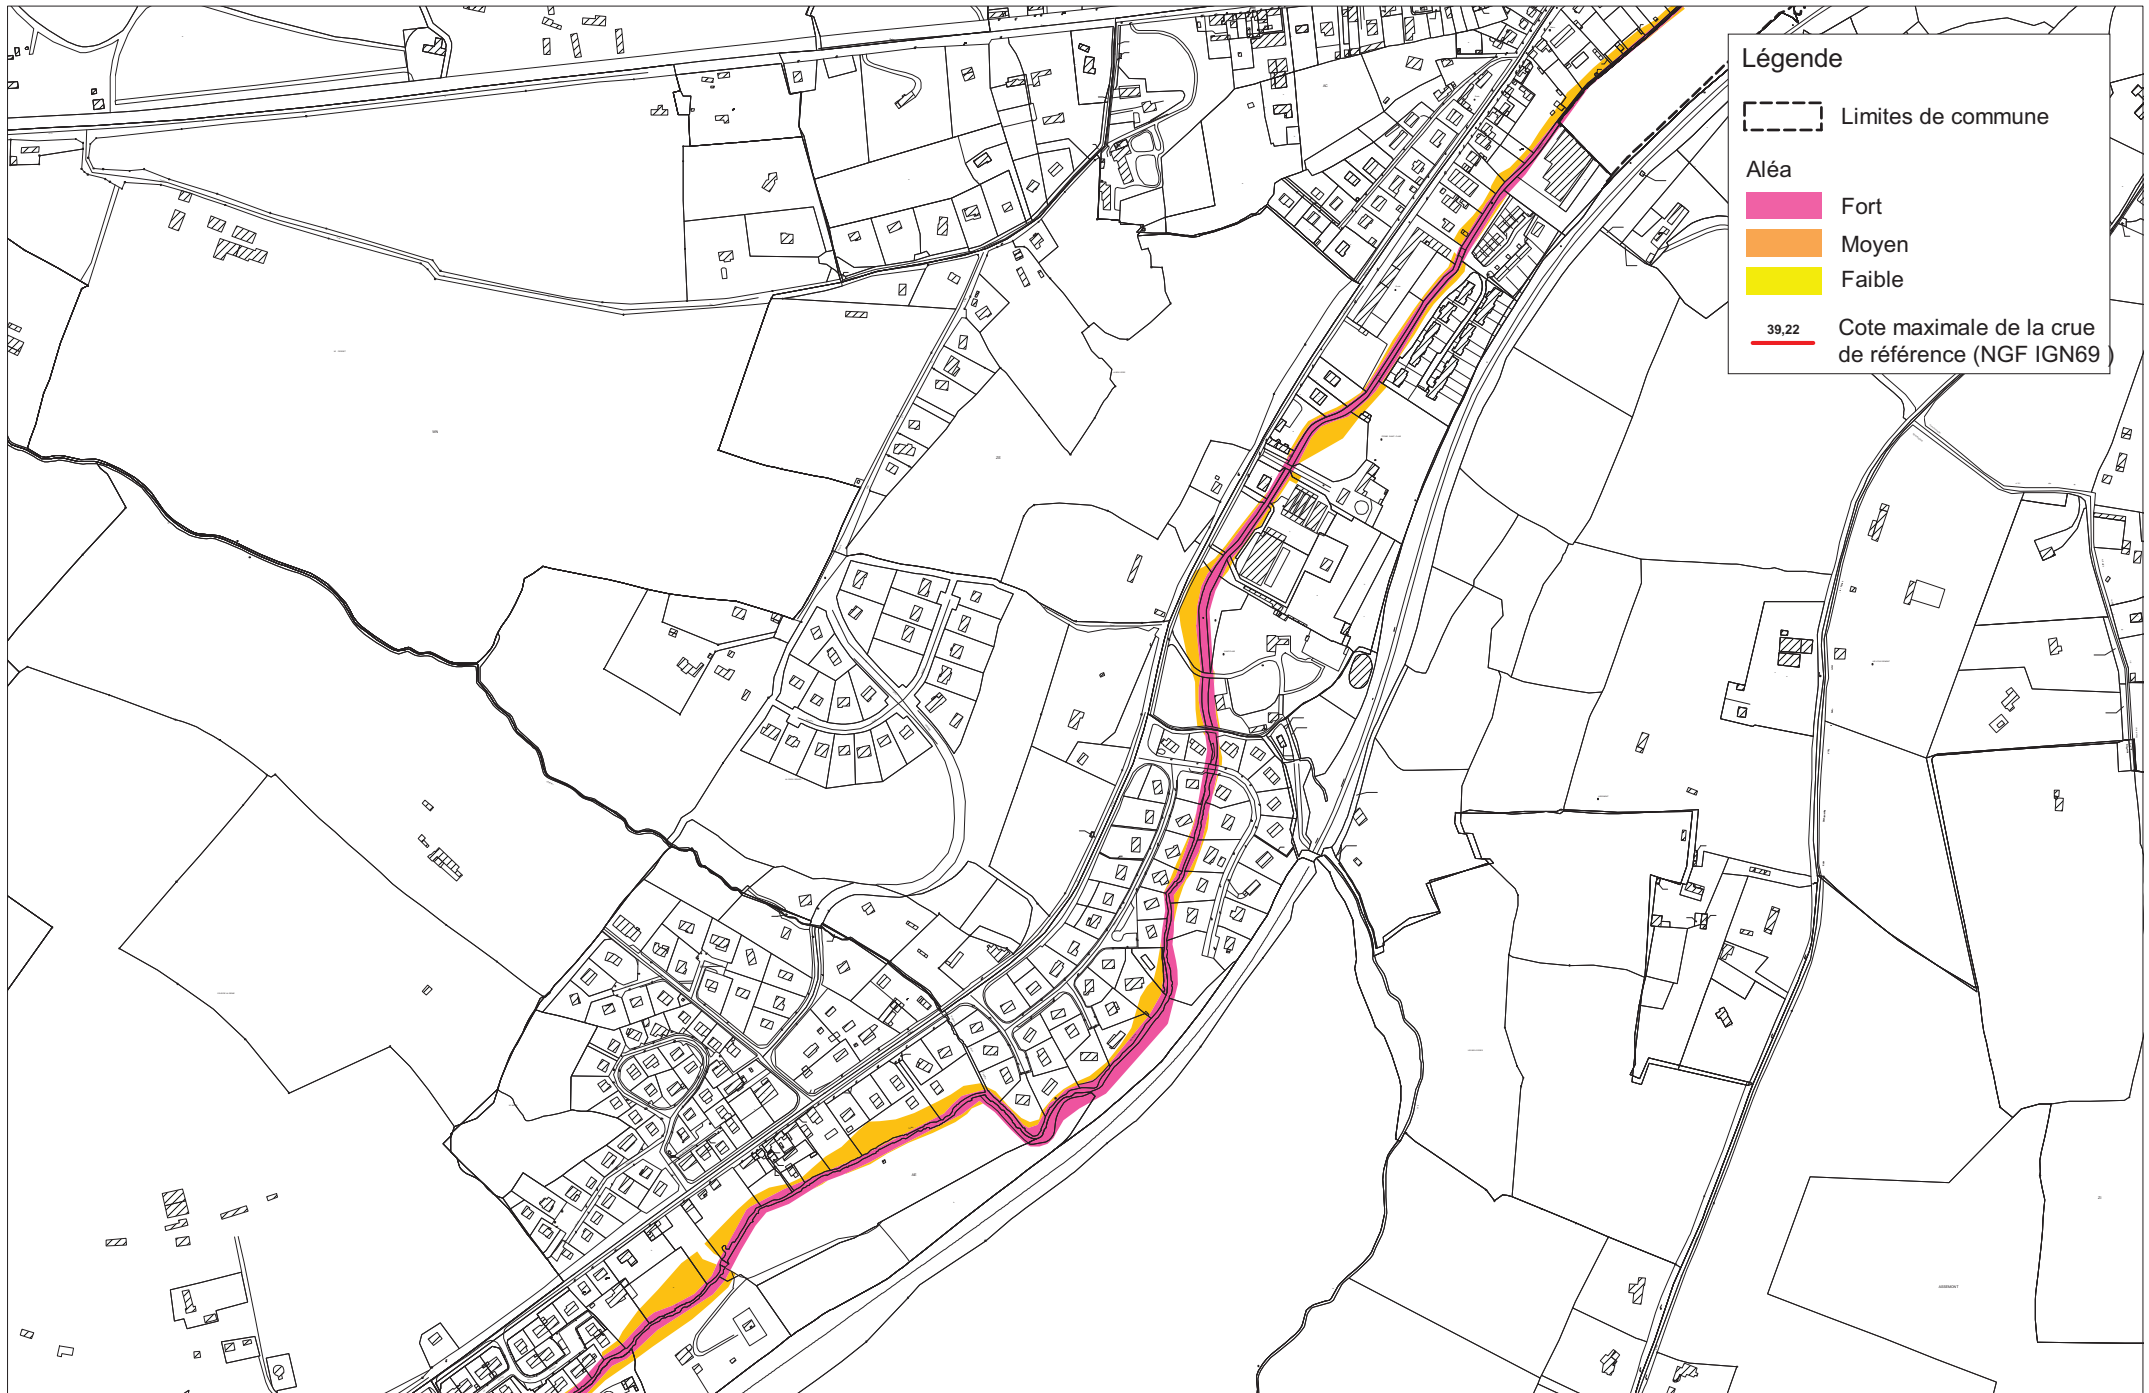 Légende
Limites de commune
Aléa
Fort
Moyen
Faible
39,22
Cote maximale de la crue
de référence (NGF IGN69 )